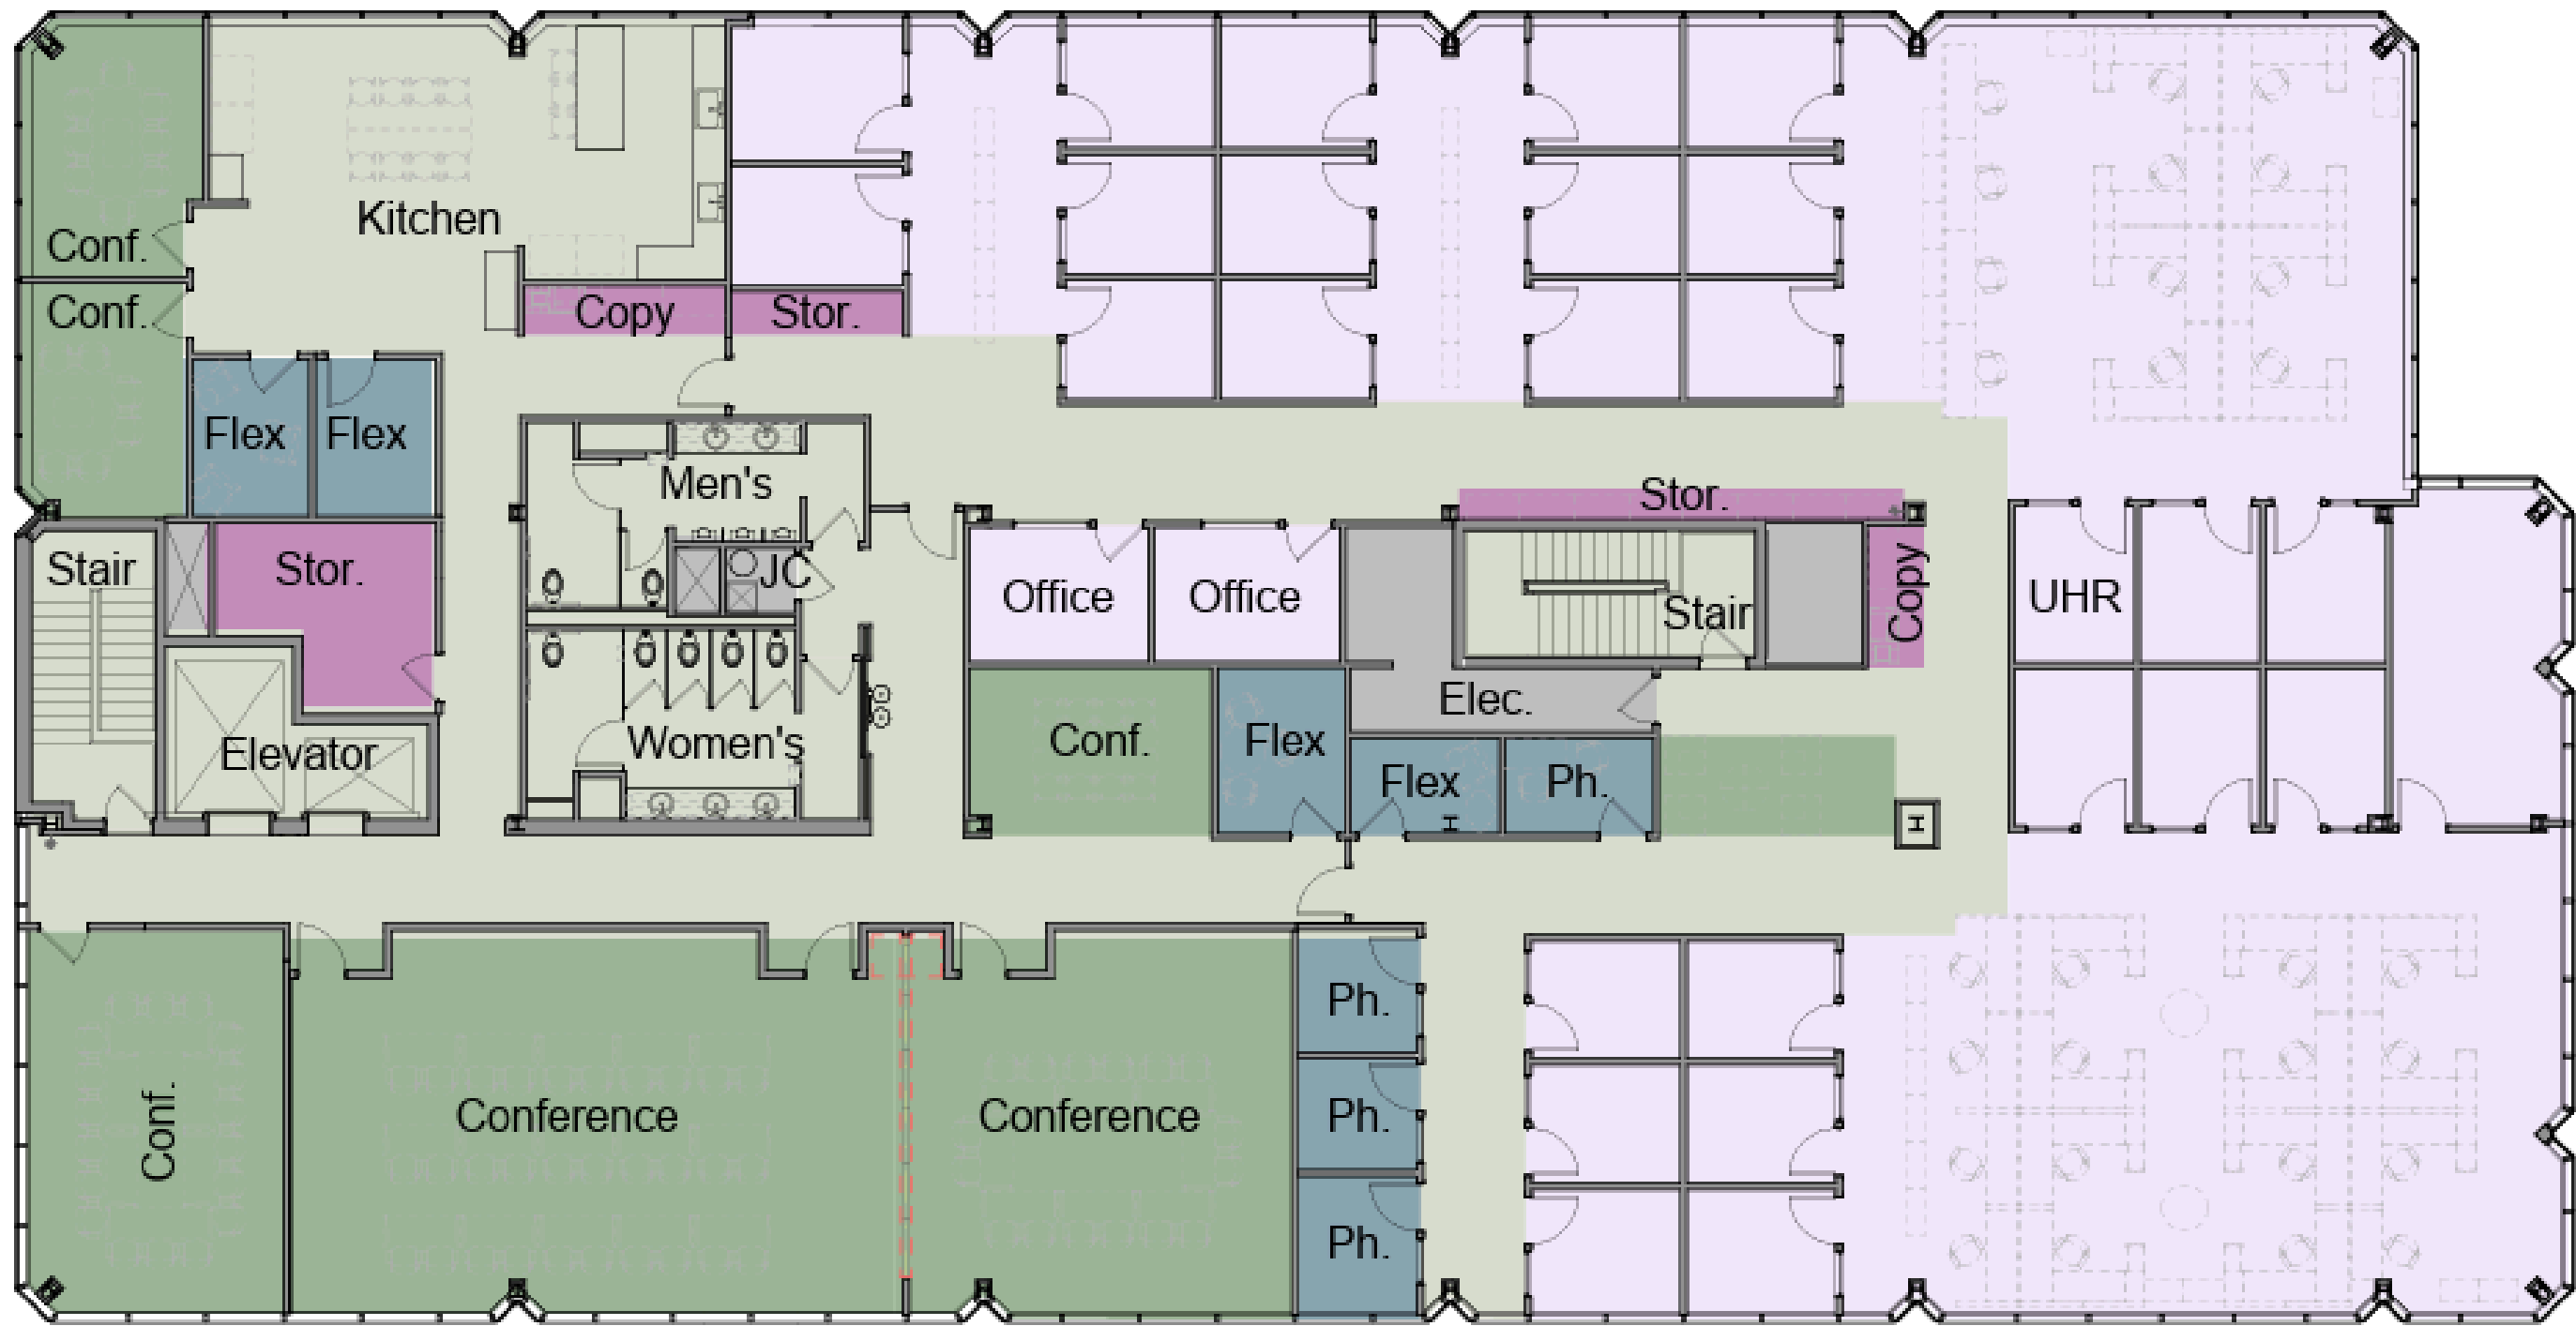 Kitchen
Conf.
Conf.
Copy
Stor.
Flex
Flex
Men's
Stor.
Stair
Stor.
JC
Office
Office
Stair
Copy
UHR
Elec.
Conf.
Flex
Women's
Elevator
Flex
Ph.
Ph.
Conf.
Conference
Conference
Ph.
Ph.